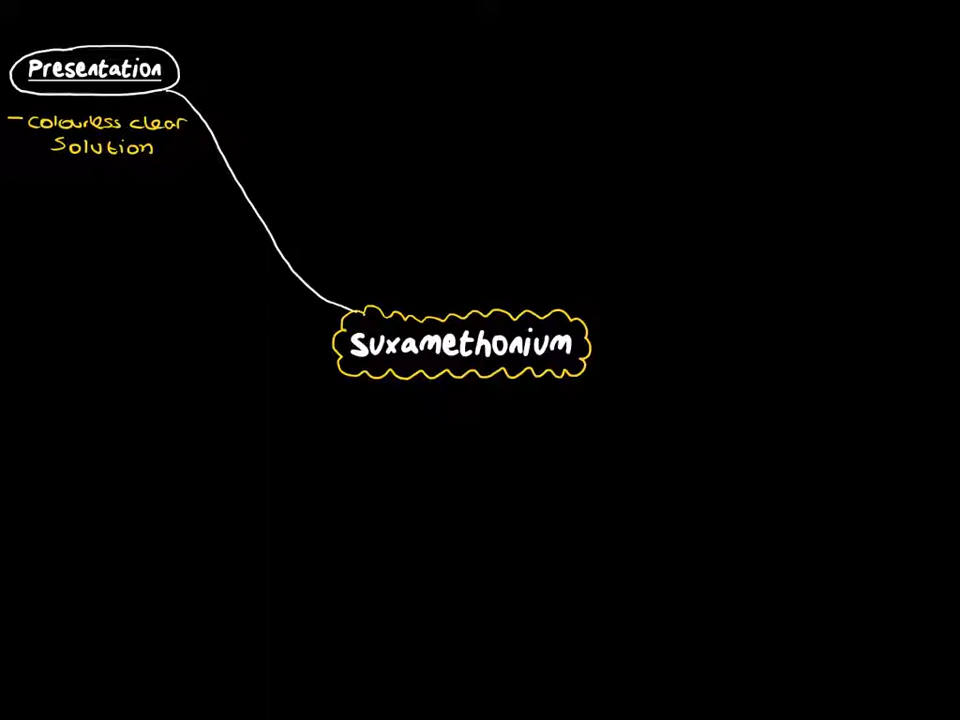 Presentation
- colourless clear
solution
Suxamethonium